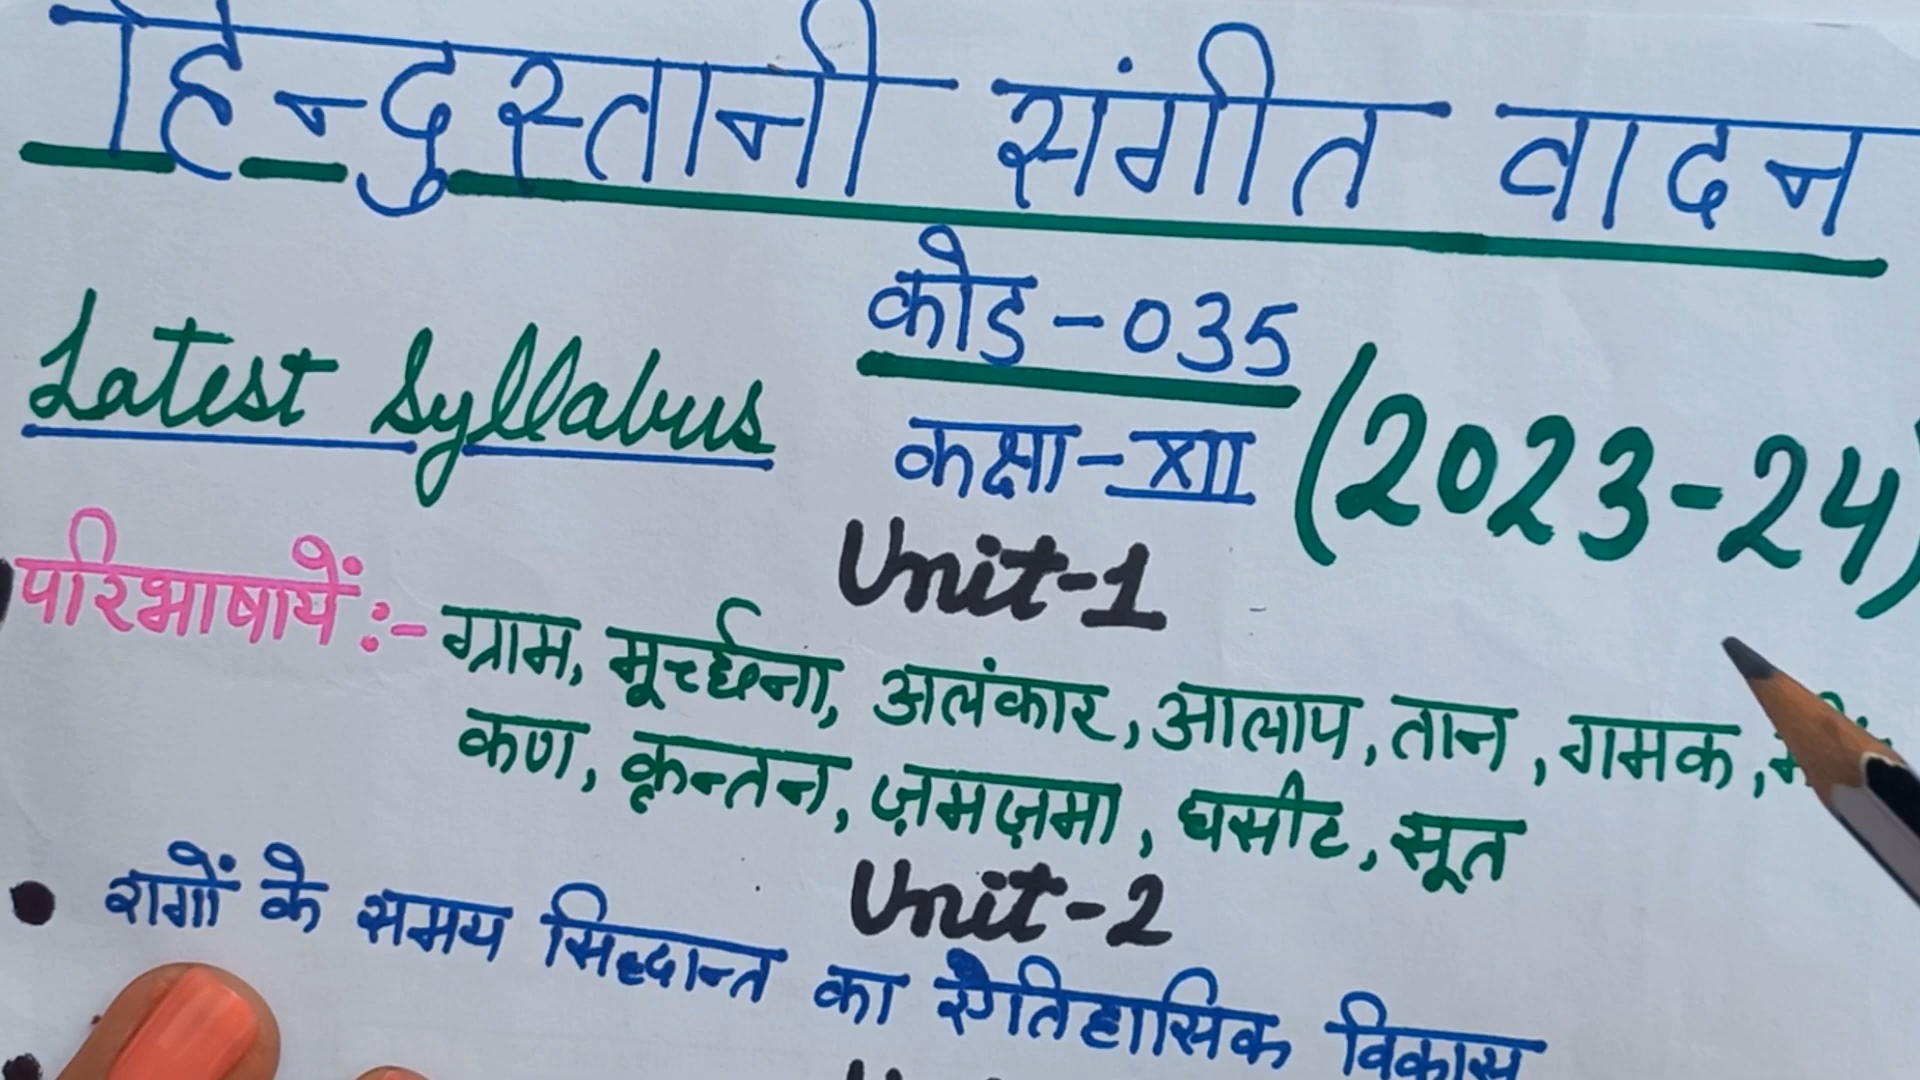 हिन्दुस्तानी संगीत वादन
कोड-035
Latest Syllabus
(2023-24)
कक्षा-XII
Unit-1
परिभाषायें:- ग्राम, मूर्च्छना, अलंकार, आलाप, तान, गमक,
कण, कृन्तन, ज़मज़मा, घसीट, सूत
Unit-2
रागों के समय सिद्धान्त का ऐतिहासिक विकास